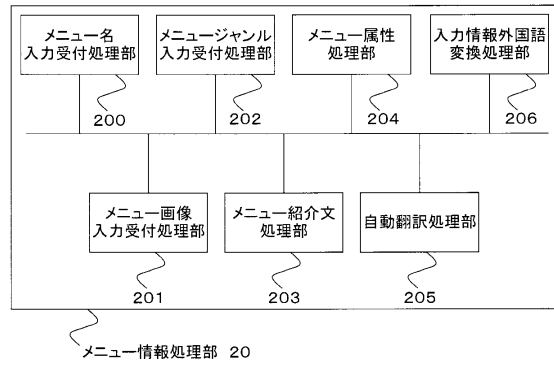 メニュー名
入力受付処理部
メニュージャンル
入力受付処理部
メニュー属性
処理部
入力情報外国語
変換処理部
200
202
204
206
メニュー画像
入力受付処理部
メニュー紹介文
処理部
自動翻訳処理部
201
203
205
メニュー情報処理部 20